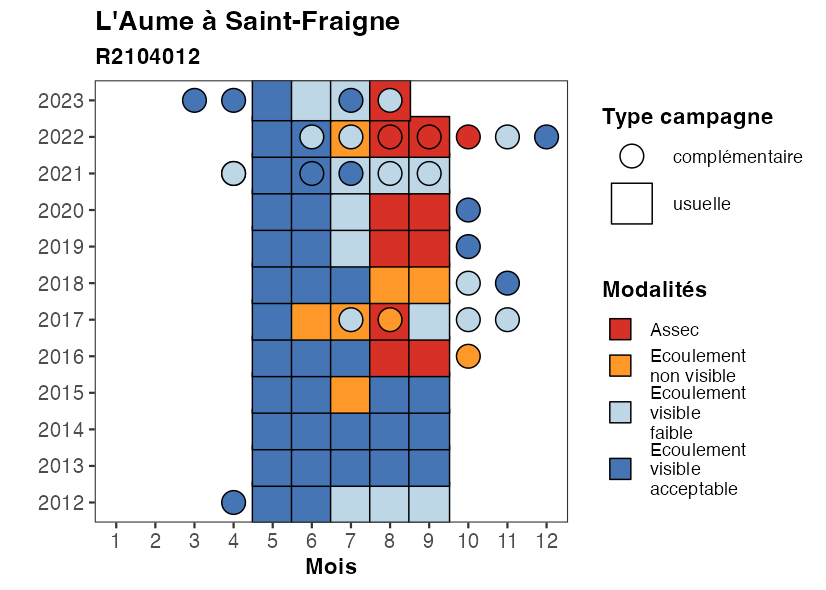 L'Aume à Saint-Fraigne
R2104012
2023
2022
2021
2020
2019
2018
2017
2016
2015
2014
2013
2012
1 2 3 4 5 6 7 8 9 10 11 12
Mois
Type campagne
complémentaire
usuelle
Modalités
Assec
Ecoulement
non visible
Ecoulement
visible
faible
Ecoulement
visible
acceptable